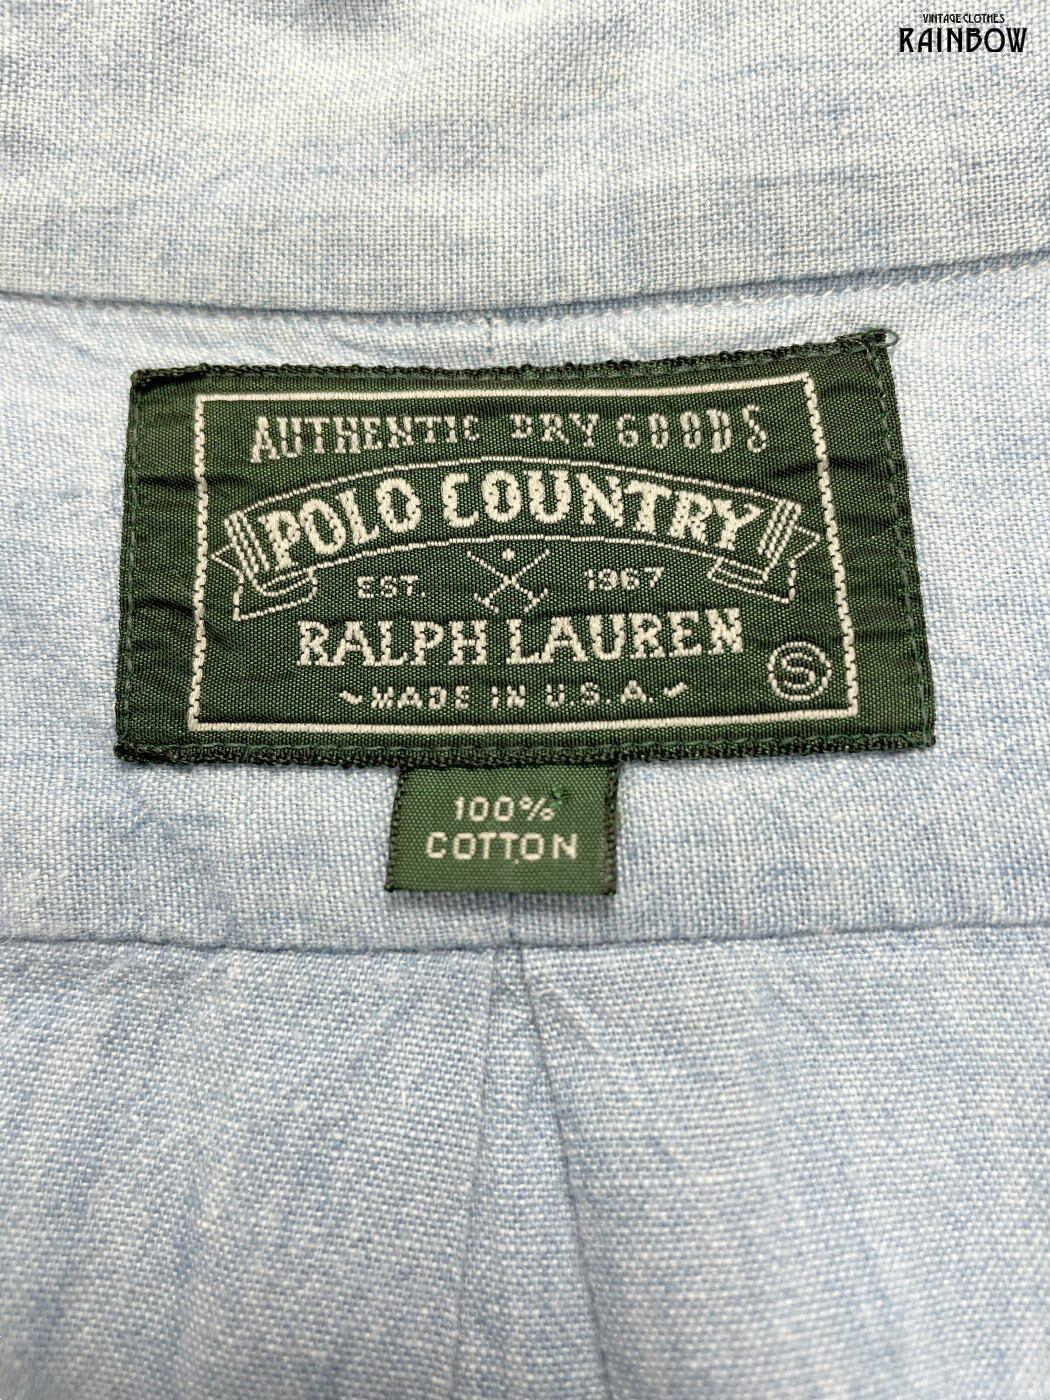 VINTAGE CLOTHES
RAINBOW
AUTHENTIC DRY GOODS
POLO COUNTRY
EST. 1967
RALPH LAUREN
MADE IN U.S.A.
S
100%
COTTON